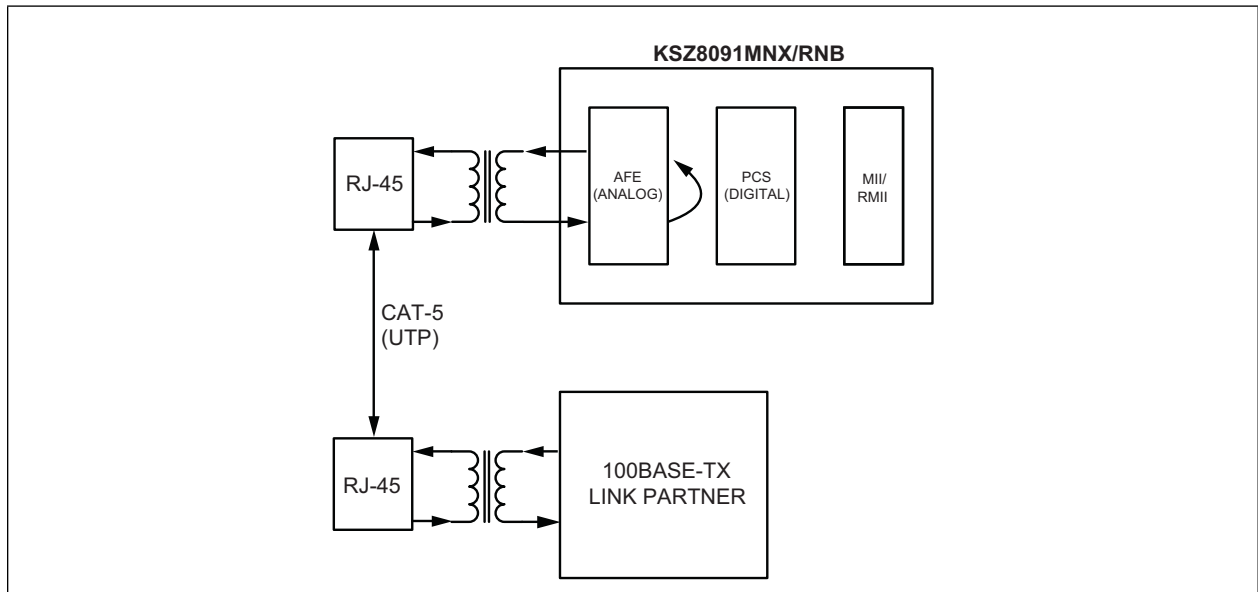 KSZ8091MNX/RNB
RJ-45
AFE
(ANALOG)
PCS
(DIGITAL)
MII/
RMII
CAT-5
(UTP)
RJ-45
100BASE-TX
LINK PARTNER